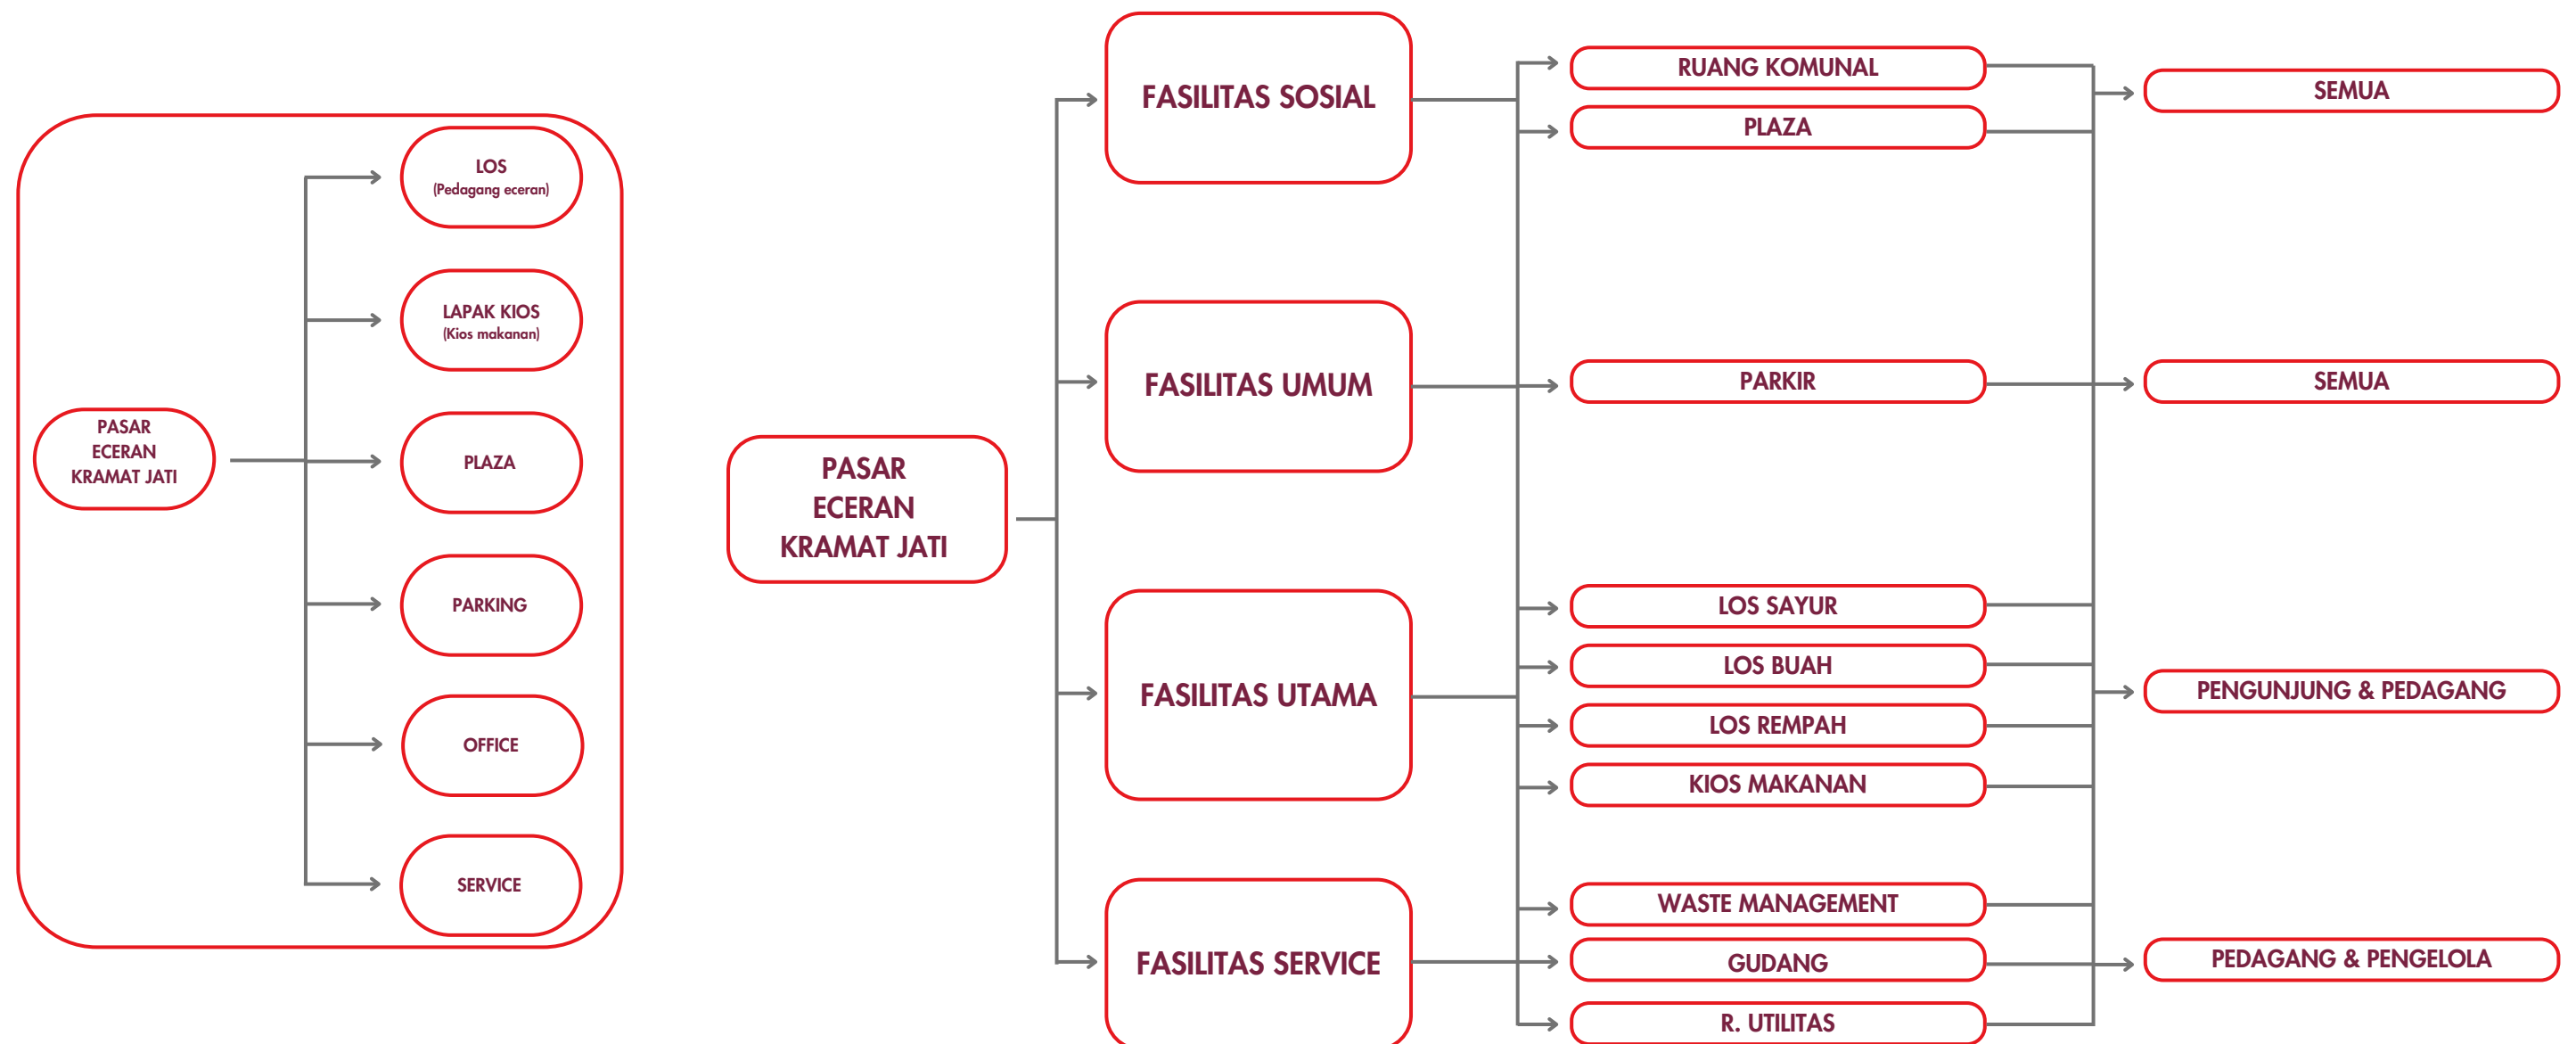 PASAR
ECERAN
KRAMAT JATI
LOS
(Pedagang eceran)
LAPAK KIOS
(Kios makanan)
PLAZA
PARKING
OFFICE
SERVICE
PASAR
ECERAN
KRAMAT JATI
FASILITAS SOSIAL
FASILITAS UMUM
FASILITAS UTAMA
FASILITAS SERVICE
RUANG KOMUNAL
PLAZA
PARKIR
LOS SAYUR
LOS BUAH
LOS REMPAH
KIOS MAKANAN
WASTE MANAGEMENT
GUDANG
R. UTILITAS
SEMUA
SEMUA
PENGUNJUNG & PEDAGANG
PEDAGANG & PENGELOLA